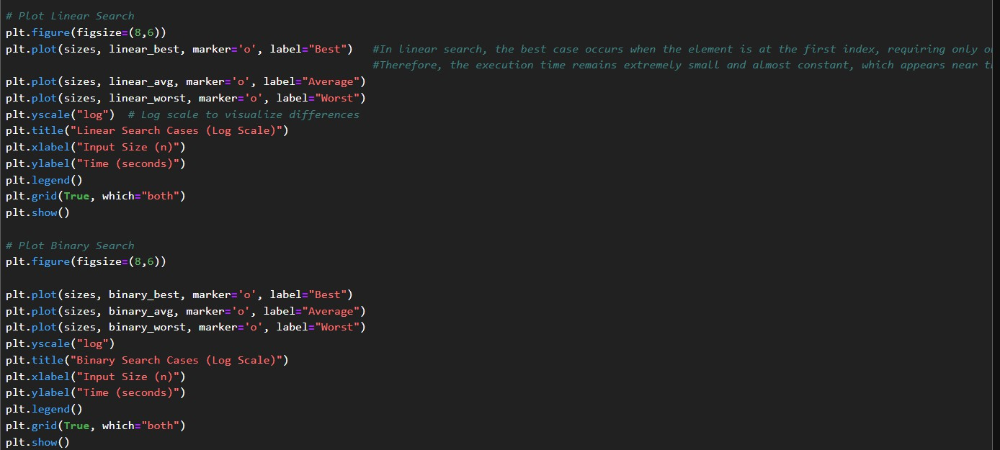 # Plot Linear Search
plt.figure(figsize=(8,6))
plt.plot(sizes, linear_best, marker='o', label="Best")   #In linear search, the best case occurs when the element is at the first index, requiring only
#Therefore, the execution time remains extremely small and almost constant, which appears near
plt.plot(sizes, linear_avg, marker='o', label="Average")
plt.plot(sizes, linear_worst, marker='o', label="Worst")
plt.yscale("log")  # Log scale to visualize differences
plt.title("Linear Search Cases (Log Scale)")
plt.xlabel("Input Size (n)")
plt.ylabel("Time (seconds)")
plt.legend()
plt.grid(True, which="both")
plt.show()
# Plot Binary Search
plt.figure(figsize=(8,6))
plt.plot(sizes, binary_best, marker='o', label="Best")
plt.plot(sizes, binary_avg, marker='o', label="Average")
plt.plot(sizes, binary_worst, marker='o', label="Worst")
plt.yscale("log")
plt.title("Binary Search Cases (Log Scale)")
plt.xlabel("Input Size (n)")
plt.ylabel("Time (seconds)")
plt.legend()
plt.grid(True, which="both")
plt.show()